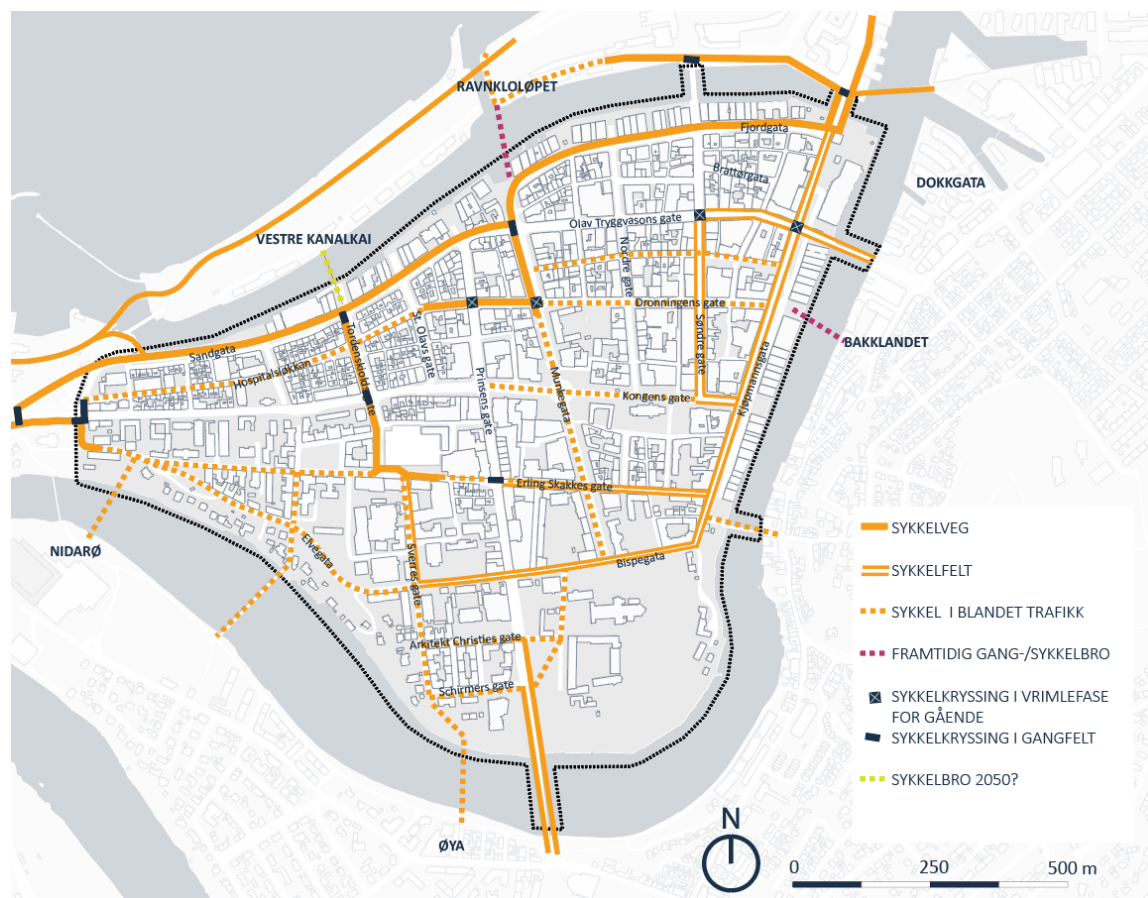 RAVNKLOLØPET
Fjordgata
Brattørgata
DOKKGATA
Olav Tryggvasons gate
VESTRE KANALKAI
Nordre gate
Dronningens gate
St. Olavs gate
Søndre gate
BAKKLANDET
Sandgata
Tordenskiolds gate
Hospitalsløkkan
Prinsens gate
Munkegata
Kongens gate
Kjøpmannsgata
Erling Skakkes gate
NIDARØ
Elvegata
Sverres gate
Bispegata
Arkitekt Christies gate
Schirmers gate
ØYA
SYKKELVEG
SYKKELFELT
SYKKEL I BLANDET TRAFIKK
FRAMTIDIG GANG-/SYKKELBRO
SYKKELKRYSSING I VRIMLEFASE
FOR GÅENDE
SYKKELKRYSSING I GANGFELT
SYKKELBRO 2050?
N
0 250 500 m